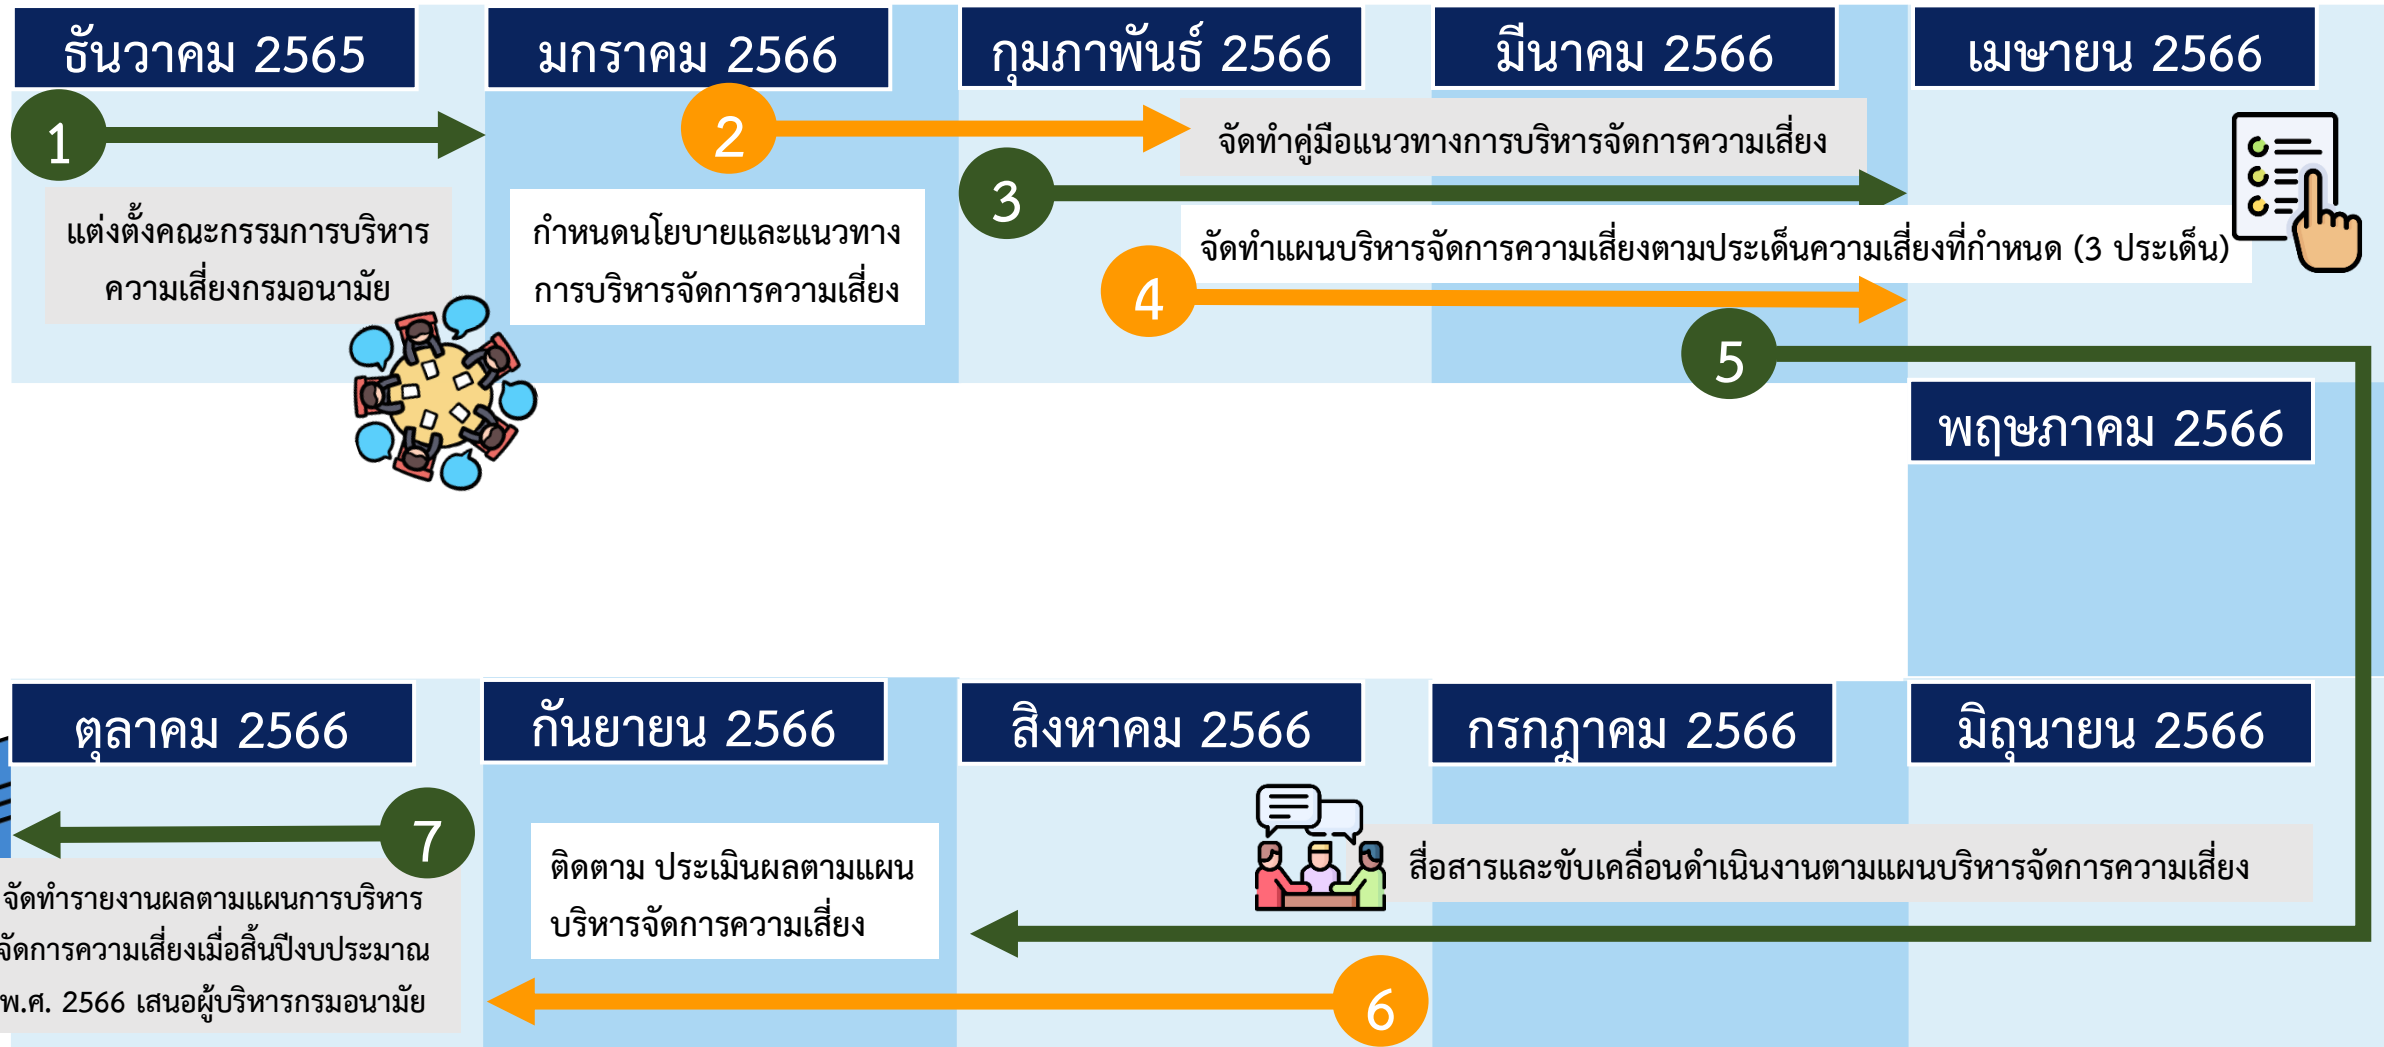 ธันวาคม 2565
มกราคม 2566
กุมภาพันธ์ 2566
มีนาคม 2566
เมษายน 2566
1
แต่งตั้งคณะกรรมการบริหาร
ความเสี่ยงกรมอนามัย
2
กำหนดนโยบายและแนวทาง
การบริหารจัดการความเสี่ยง
จัดทำคู่มือแนวทางการบริหารจัดการความเสี่ยง
3
จัดทำแผนบริหารจัดการความเสี่ยงตามประเด็นความเสี่ยงที่กำหนด (3 ประเด็น)
4
5
พฤษภาคม 2566
ตุลาคม 2566
กันยายน 2566
สิงหาคม 2566
กรกฎาคม 2566
มิถุนายน 2566
7
จัดทำรายงานผลตามแผนการบริหาร
จัดการความเสี่ยงเมื่อสิ้นปีงบประมาณ
พ.ศ. 2566 เสนอผู้บริหารกรมอนามัย
ติดตาม ประเมินผลตามแผน
บริหารจัดการความเสี่ยง
สื่อสารและขับเคลื่อนดำเนินงานตามแผนบริหารจัดการความเสี่ยง
6